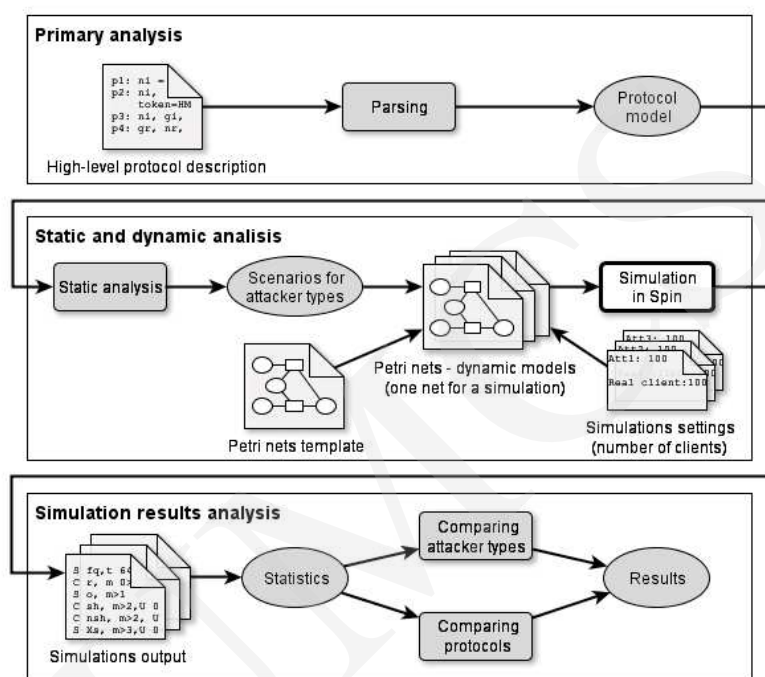 Primary analysis
p1: ni =
p2: ni,
token=HM
p3: ni, gi,
p4: gr, nr,
High-level protocol description
Parsing
Protocol
model
Static and dynamic analisis
Static analysis
Scenarios for
attacker types
Petri nets - dynamic models
(one net for a simulation)
Simulation
in Spin
Petri nets template
Att3: 100
Att1: 100
Real client:100
Simulations settings
(number of clients)
Simulation results analysis
S fq,t 60
C r, m 0>
S o, m>1
C sh, m>2,U 0
C nsh, m>2, U
S Xs, m>3,U 0
Simulations output
Statistics
Comparing
attacker types
Comparing
protocols
Results